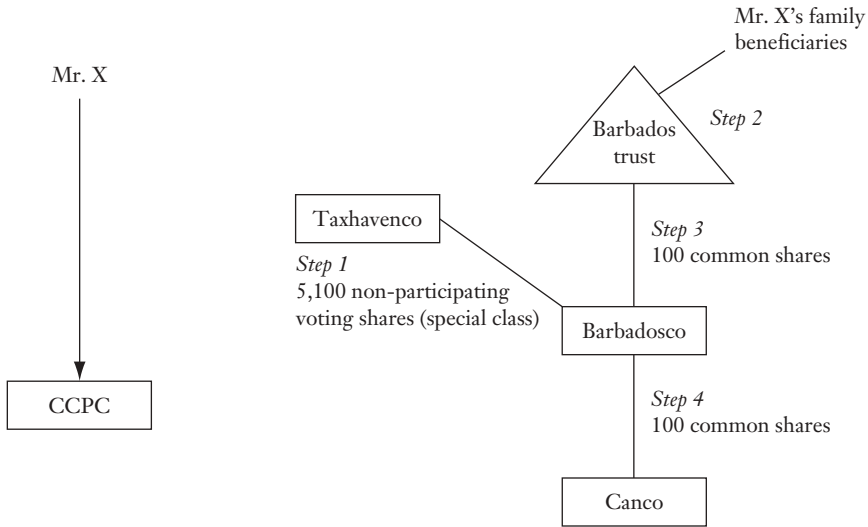 Mr. X
CCPC
Mr. X's family
beneficiaries
Barbados
trust
Step 2
Taxhavenco
Step 1
5,100 non-participating
voting shares (special class)
Step 3
100 common shares
Barbadosco
Step 4
100 common shares
Canco